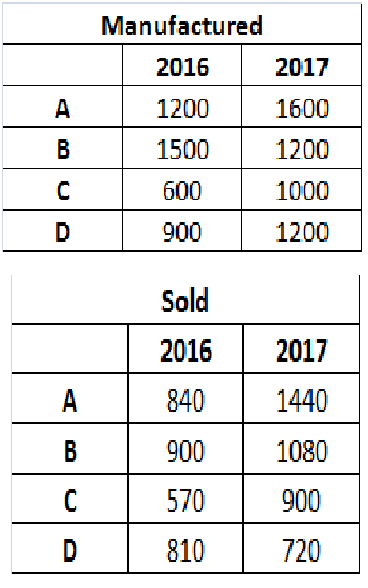 Manufactured
2016 2017
A 1200 1600
B 1500 1200
C 600 1000
D 900 1200
Sold
2016 2017
A 840 1440
B 900 1080
C 570 900
D 810 720